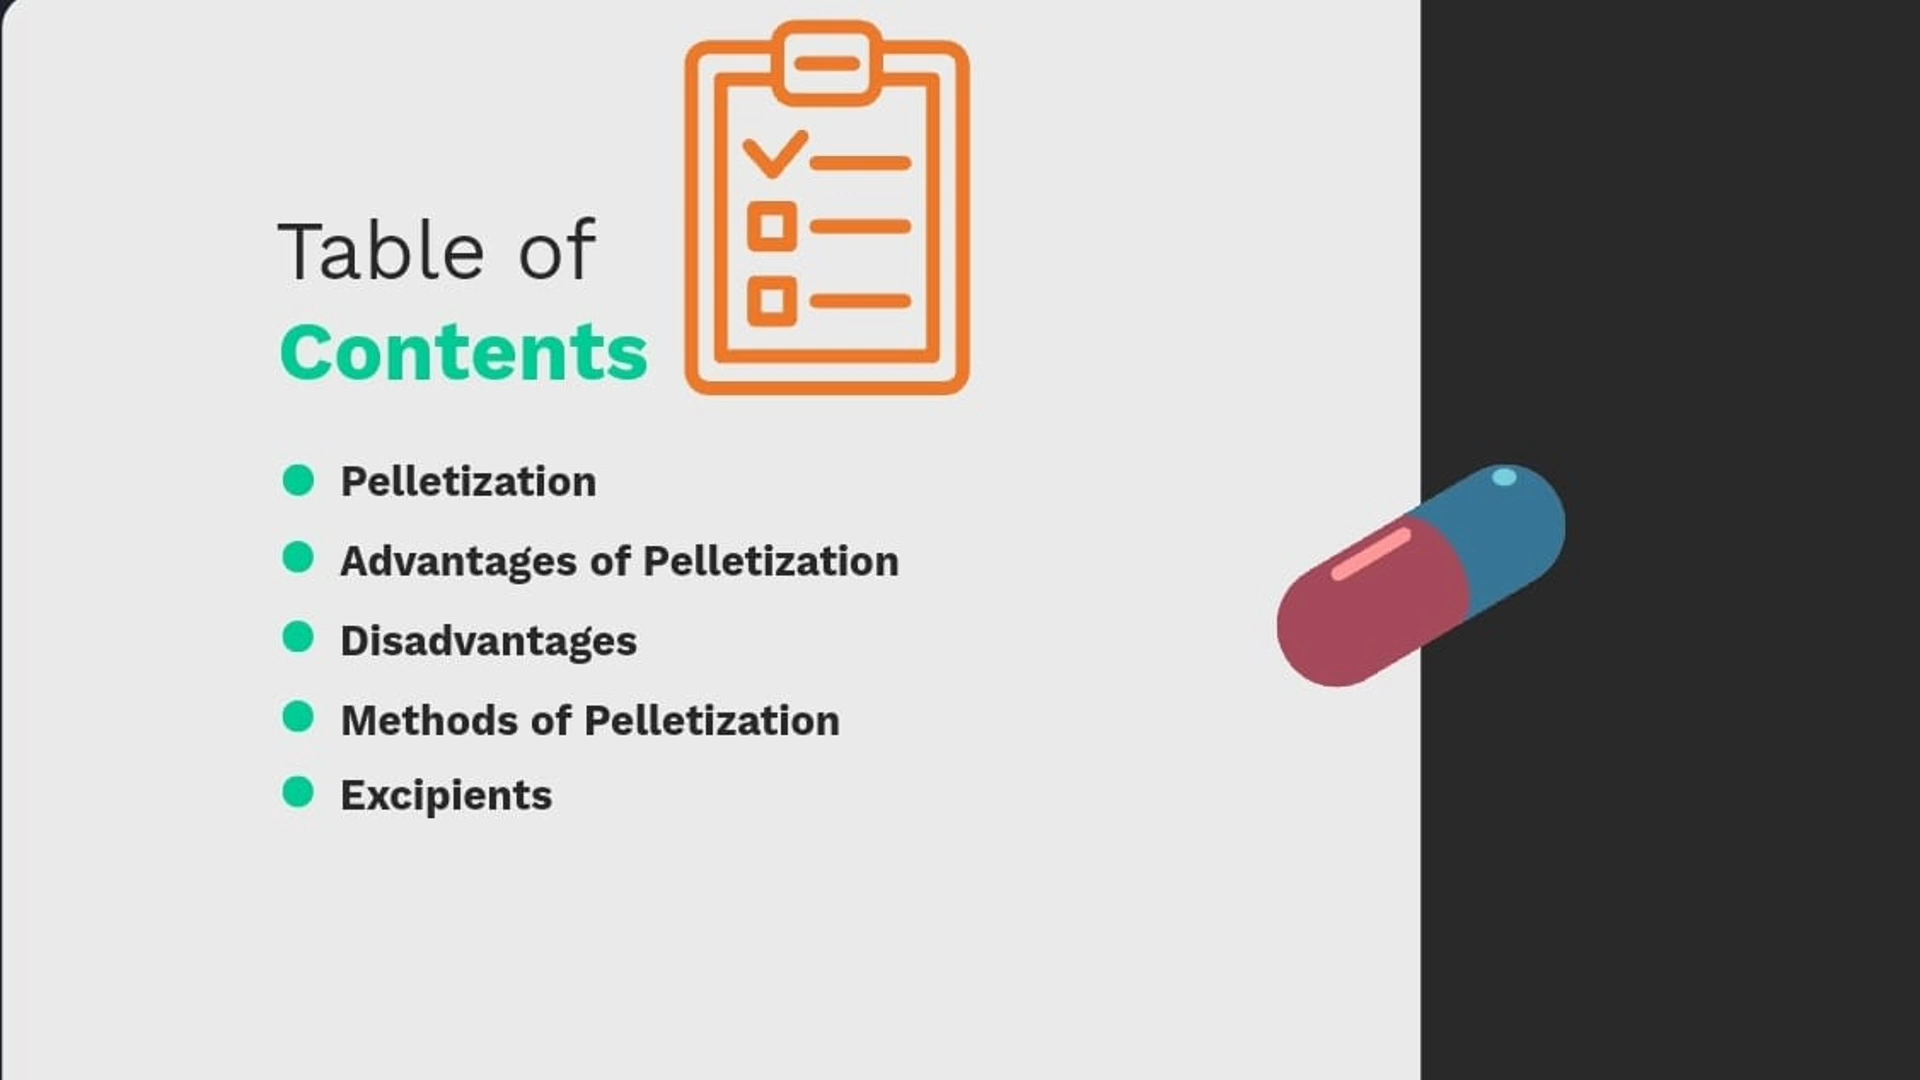 Table of
Contents
Pelletization
Advantages of Pelletization
Disadvantages
Methods of Pelletization
Excipients